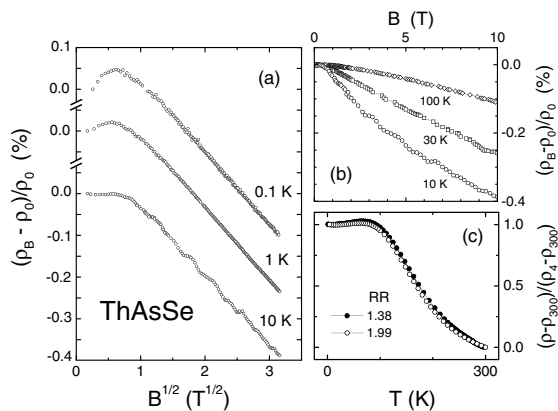 (a)
0.1
0.0
0.0
0.0
-0.1
-0.2
-0.3
-0.4
(ρB - ρ0)/ρ0 (%)
0.1 K
1 K
10 K
ThAsSe
0 1 2 3
B^1/2 (T^1/2)
B (T)
0 5 10
0.0
-0.2
-0.4
(ρB-ρ0)/ρ0 (%)
100 K
30 K
10 K
(b)
(c)
1.0
0.5
0.0
(ρ-ρ300)/(ρ4-ρ300)
RR
1.38
1.99
0 100 200 300
T (K)